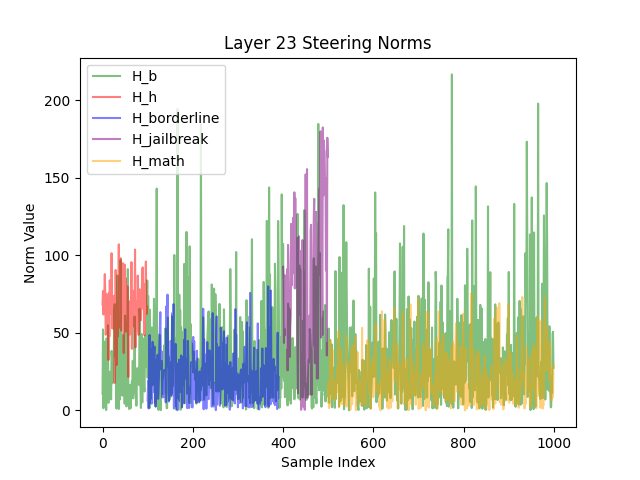 Layer 23 Steering Norms
H_b
H_h
H_borderline
H_jailbreak
H_math
Norm Value
200
150
100
50
0
0 200 400 600 800 1000
Sample Index